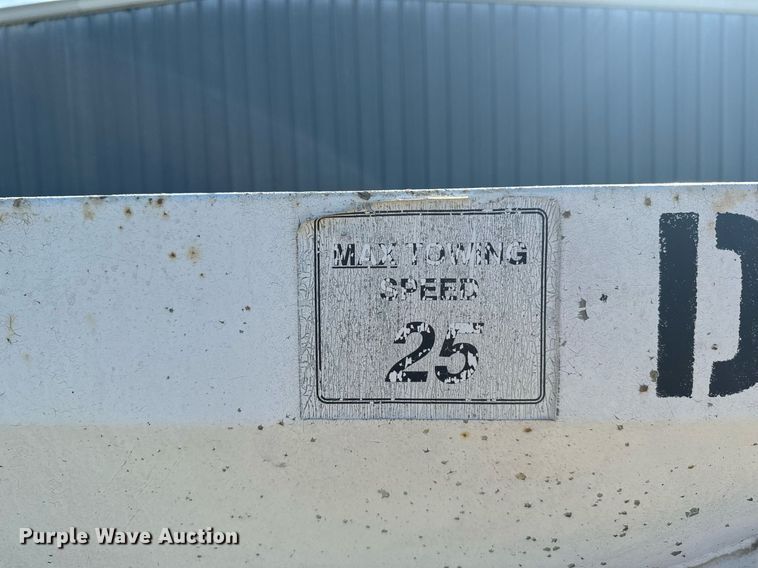 MAX TOWING
SPEED
25
D
Purple Wave Auction